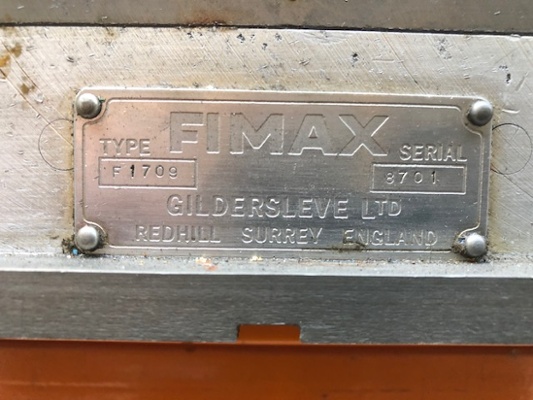 FIMAX
TYPE SERIAL
F1709 8701
GILDERSLEVE LTD
REDHILL SURREY ENGLAND